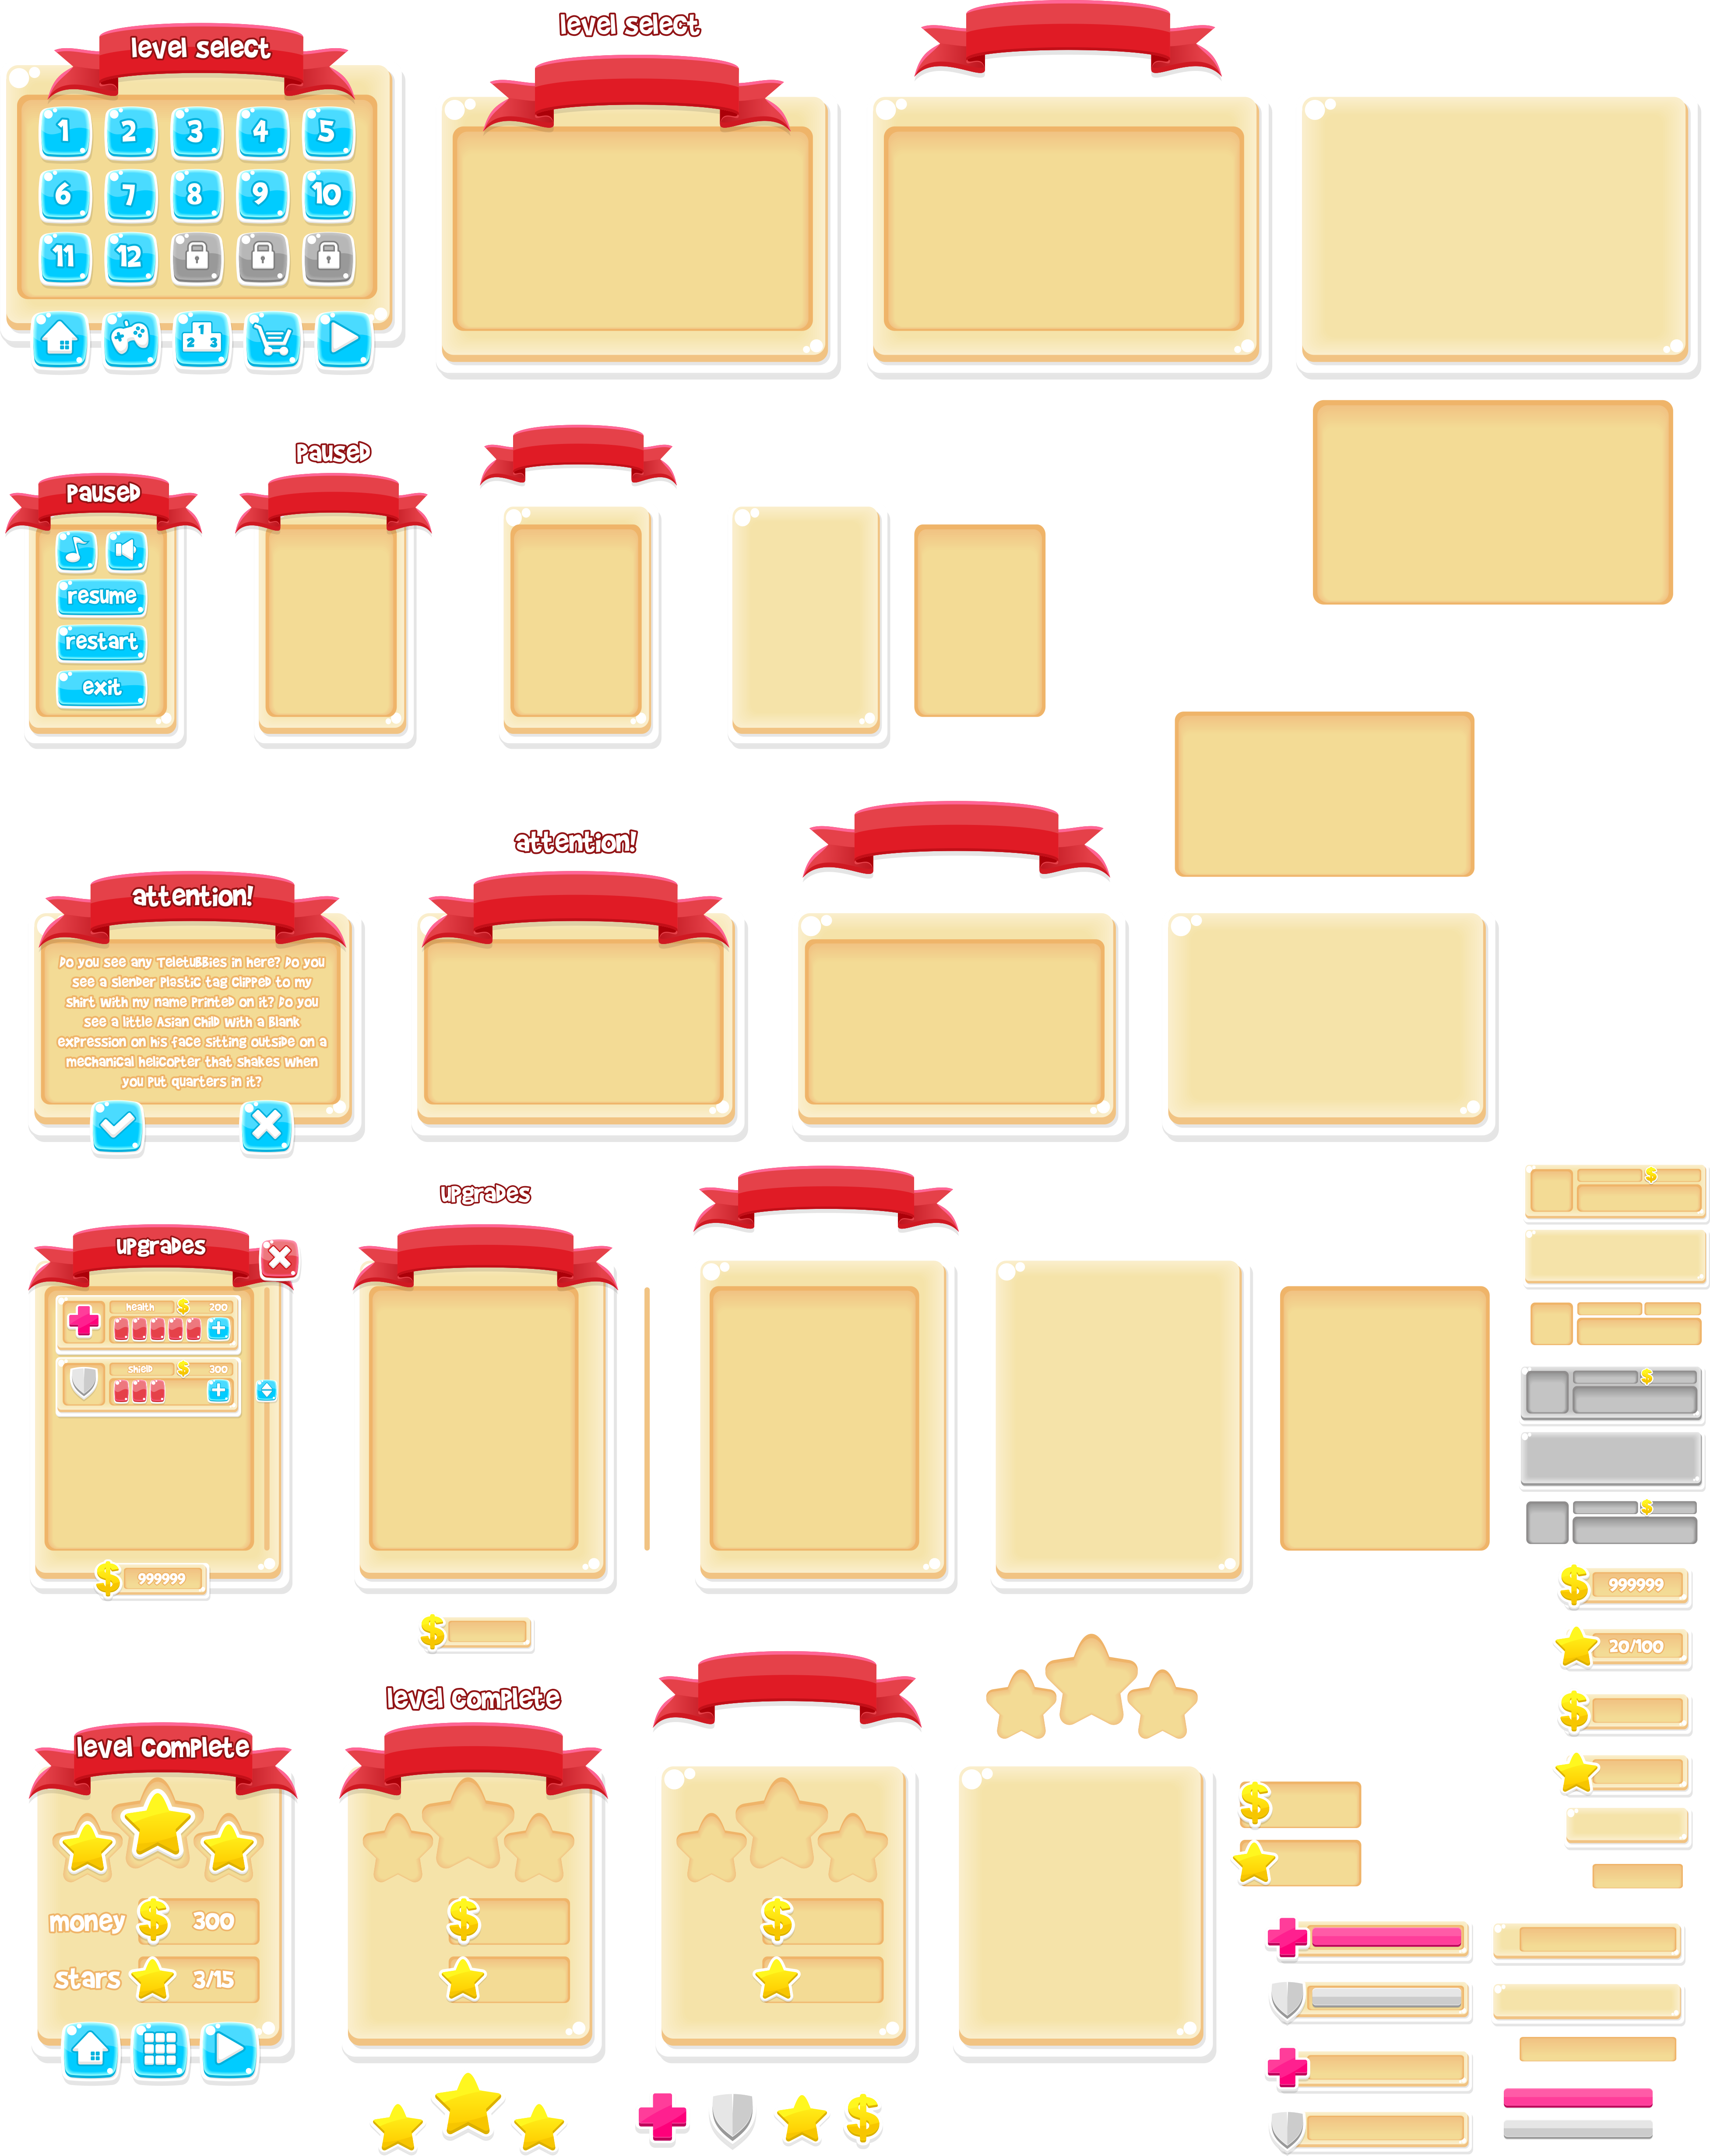 level select
level select
1 2 3 4 5
6 7 8 9 10
11 12
1
2 3
Paused
Paused
resume
restart
exit
attention!
attention!
Do you see any Teletubbies in here? Do you
see a slender plastic tag clipped to my
shirt with my name printed on it? Do you
see a little Asian child with a blank
expression on his face sitting outside on a
mechanical helicopter that shakes when
you put quarters in it?
$
upgrades
upgrades
health $ 200
shield $ 300
$
$
$ 999999
$ 999999
$
20/100
$
level complete
level complete
$
money $ 300
$
$
stars 3/15
$